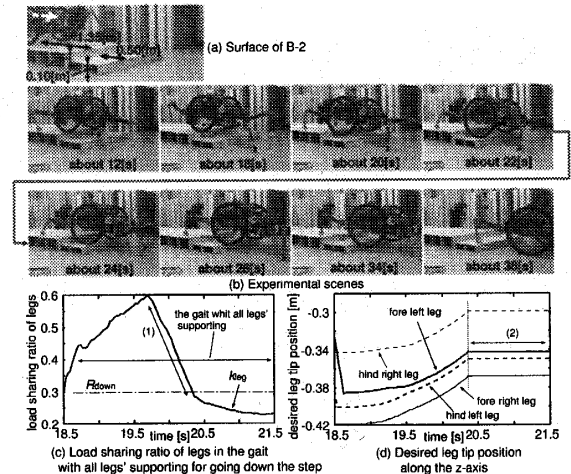 0.50[m]
0.10[m]
(a) Surface of B-2
about 12[s]
about 18[s]
about 20[s]
about 22[s]
about 24[s]
about 34[s]
about 38[s]
(b) Experimental scenes
load sharing ratio of legs
0.6
0.5
0.4
0.3
0.2
(1)
the gait whit all legs'
supporting
Rdown
kleg
18.5
19.5
20.5
21.5
time [s]
(c) Load sharing ratio of legs in the gait
with all legs' supporting for going down the step
desired leg tip position [m]
-0.3
-0.34
-0.38
-0.42
fore left leg
(2)
hind right leg
fore right leg
hind left leg
18.5
19.5
20.5
21.5
time [s]
(d) Desired leg tip position
along the z-axis